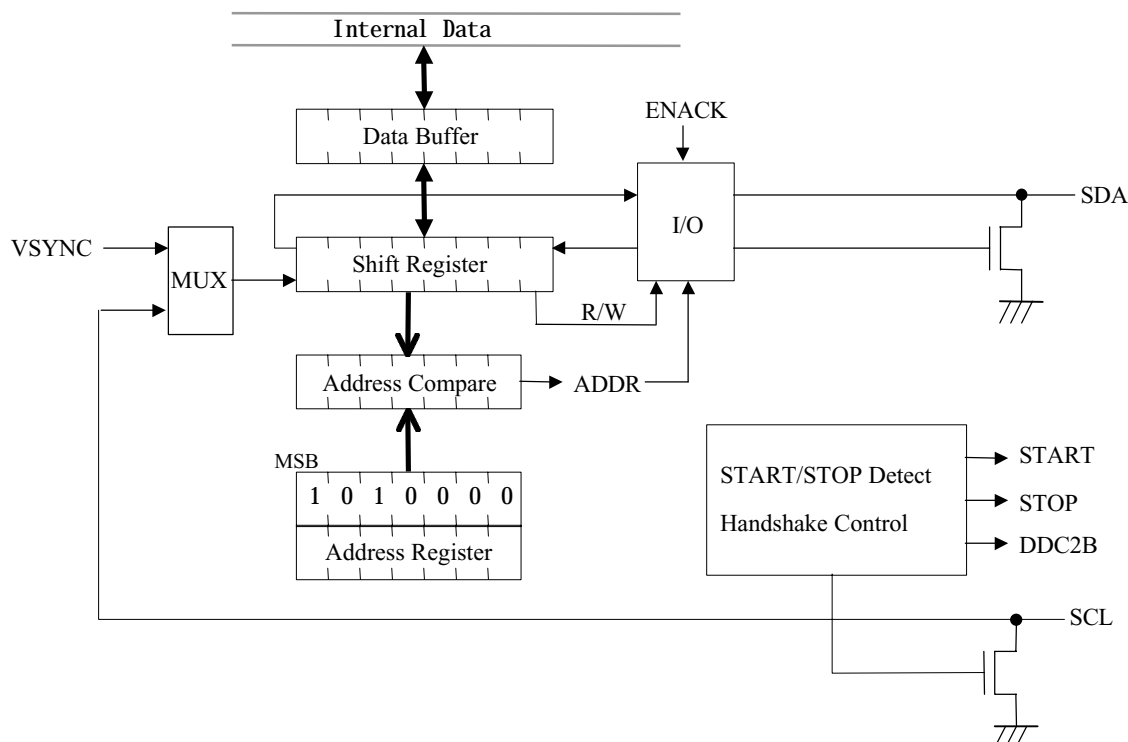 Internal Data
Data Buffer
ENACK
SDA
I/O
VSYNC
MUX
Shift Register
R/W
Address Compare
ADDR
MSB
1 0 1 0 0 0 0
Address Register
START/STOP Detect
Handshake Control
START
STOP
DDC2B
SCL